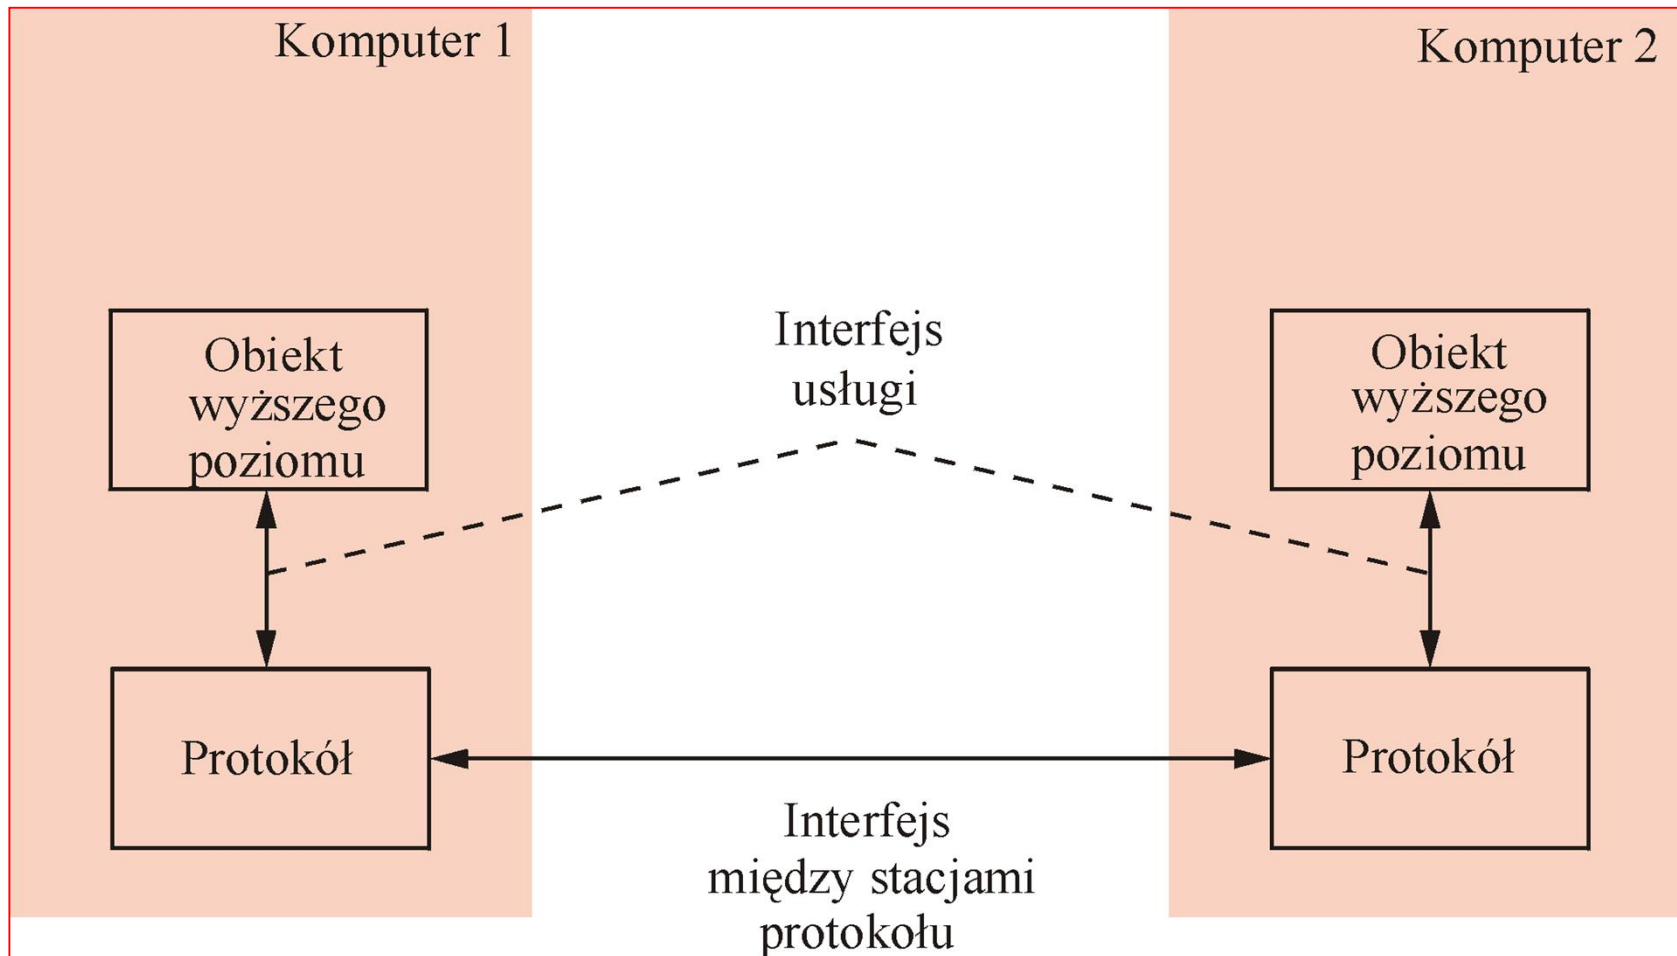 Komputer 1
Komputer 2
Interfejs
usługi
Obiekt
wyższego
poziomu
Obiekt
wyższego
poziomu
Protokół
Protokół
Interfejs
między stacjami
protokołu